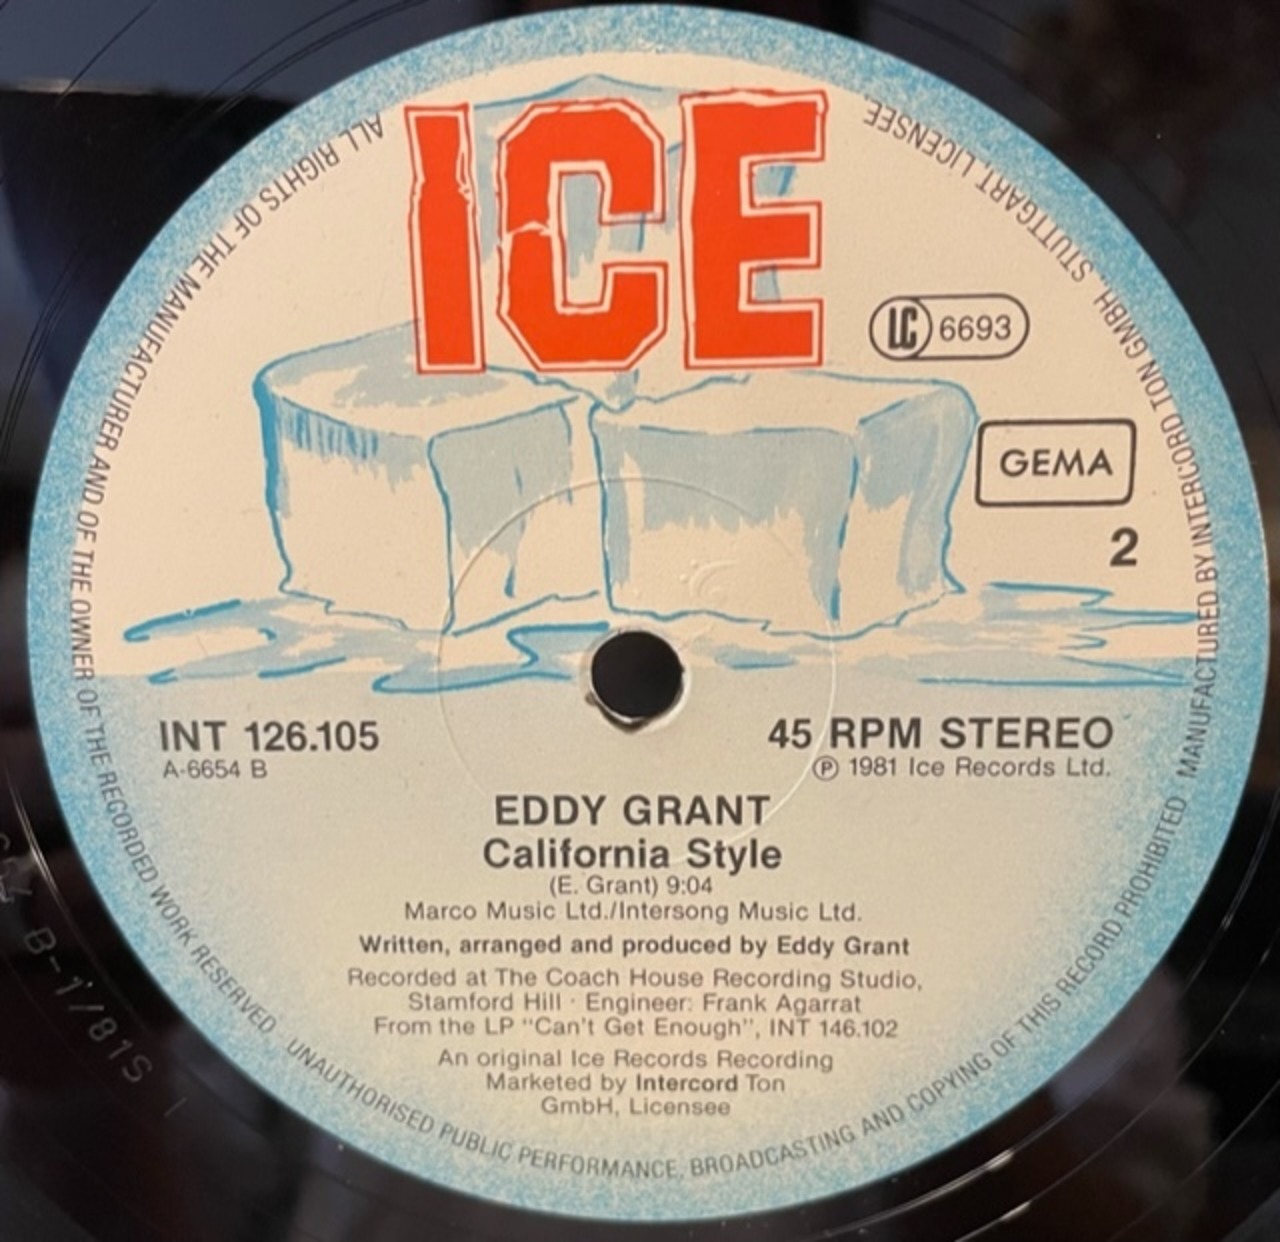 ICE
LC 6693
GEMA
2
INT 126.105
A-6654 B
45 RPM STEREO
Ⓟ 1981 Ice Records Ltd.
EDDY GRANT
California Style
(E. Grant) 9:04
Marco Music Ltd./Intersong Music Ltd.
Written, arranged and produced by Eddy Grant
Recorded at The Coach House Recording Studio,
Stamford Hill · Engineer: Frank Agarrat
From the LP "Can't Get Enough", INT 146.102
An original Ice Records Recording
Marketed by Intercord Ton
GmbH, Licensee
ALL RIGHTS OF THE MANUFACTURER AND OF THE OWNER OF THE RECORDED WORK RESERVED. UNAUTHORISED PUBLIC PERFORMANCE, BROADCASTING AND COPYING OF THIS RECORD PROHIBITED MANUFACTURED BY INTERCORD TON GMBH, STUTTGART, LICENSEE
B-1/81S